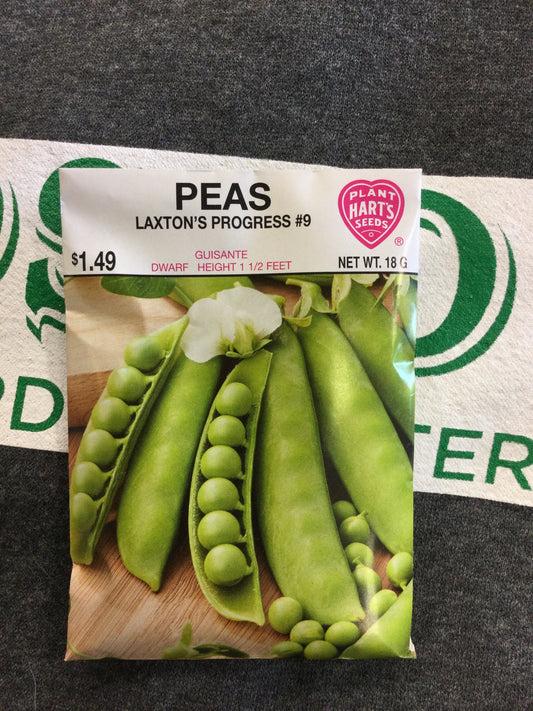 PEAS
LAXTON'S PROGRESS #9
PLANT
HART'S
SEEDS
®
$1.49
GUISANTE
DWARF HEIGHT 1 1/2 FEET
NET WT. 18 G
TER